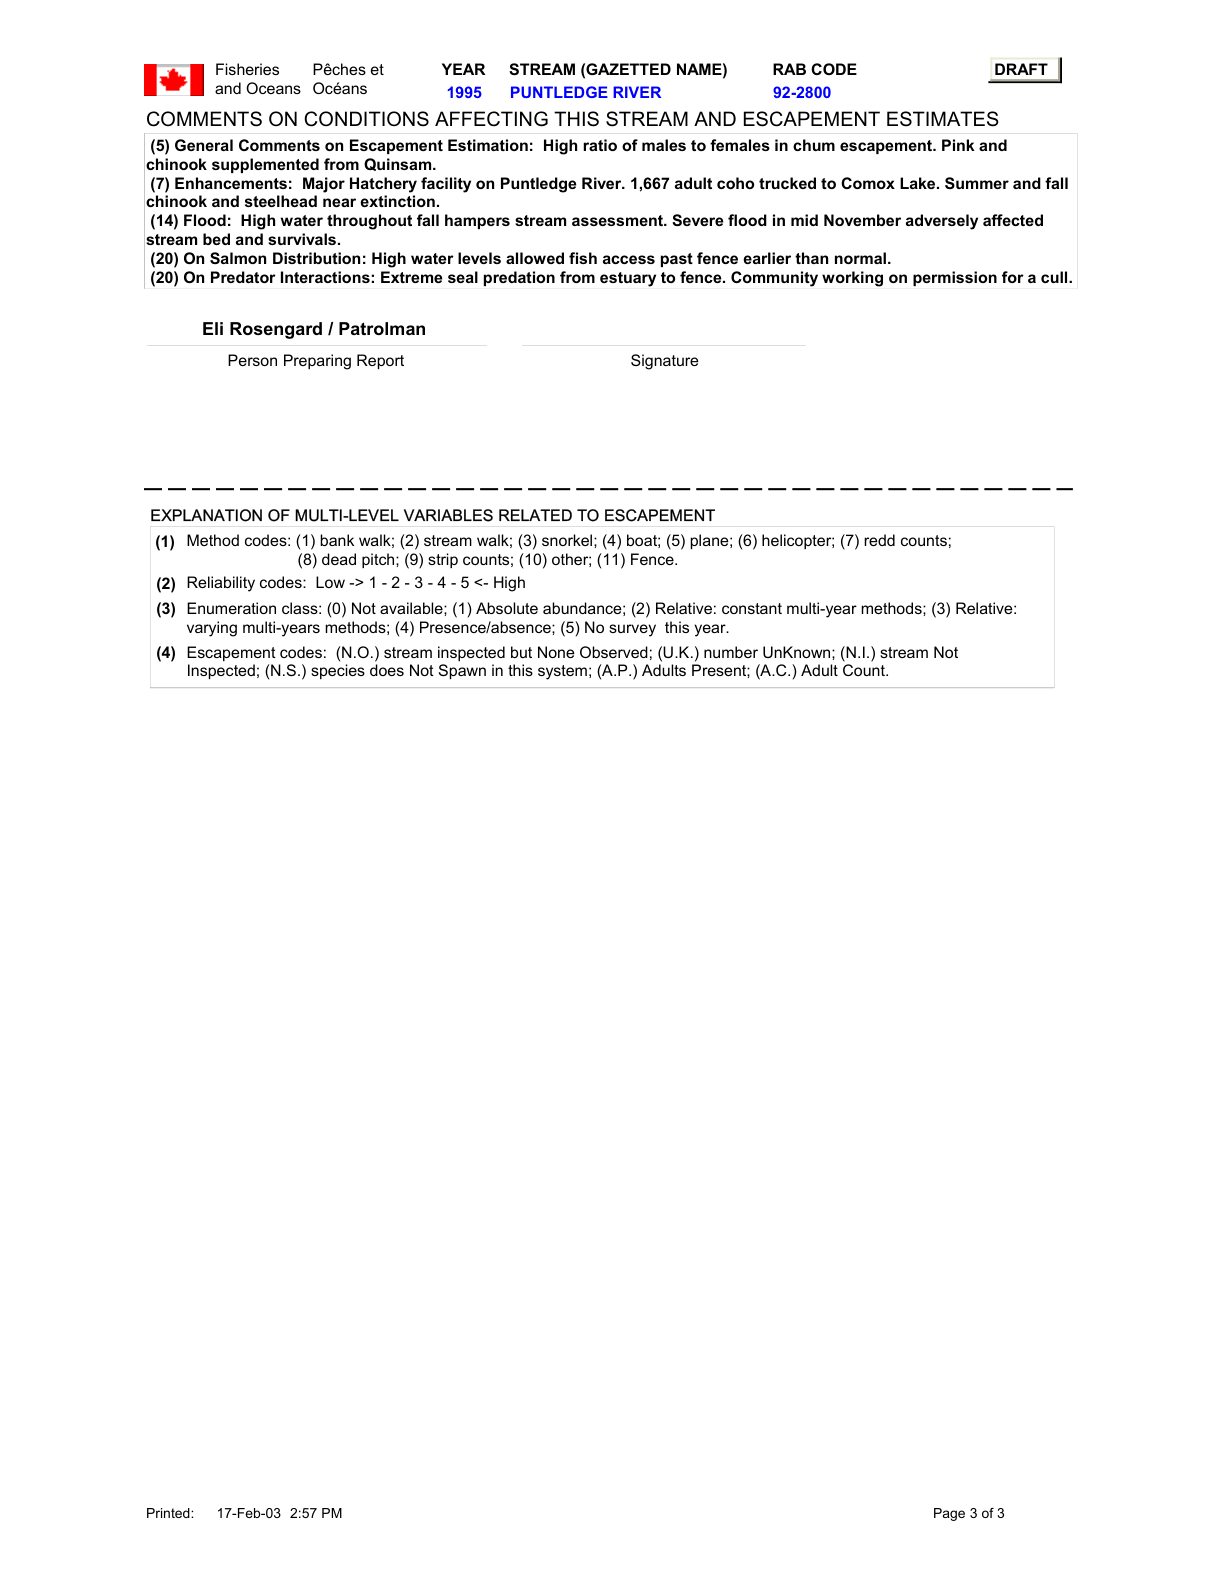 Fisheries and Oceans Pêches et Océans
YEAR STREAM (GAZETTED NAME) RAB CODE DRAFT
1995 PUNTLEDGE RIVER 92-2800
COMMENTS ON CONDITIONS AFFECTING THIS STREAM AND ESCAPEMENT ESTIMATES
(5) General Comments on Escapement Estimation: High ratio of males to females in chum escapement. Pink and
chinook supplemented from Quinsam.
(7) Enhancements: Major Hatchery facility on Puntledge River. 1,667 adult coho trucked to Comox Lake. Summer and fall
chinook and steelhead near extinction.
(14) Flood: High water throughout fall hampers stream assessment. Severe flood in mid November adversely affected
stream bed and survivals.
(20) On Salmon Distribution: High water levels allowed fish access past fence earlier than normal.
(20) On Predator Interactions: Extreme seal predation from estuary to fence. Community working on permission for a cull.
Eli Rosengard / Patrolman
Person Preparing Report Signature
EXPLANATION OF MULTI-LEVEL VARIABLES RELATED TO ESCAPEMENT
(1) Method codes: (1) bank walk; (2) stream walk; (3) snorkel; (4) boat; (5) plane; (6) helicopter; (7) redd counts;
(8) dead pitch; (9) strip counts; (10) other; (11) Fence.
(2) Reliability codes: Low -> 1 - 2 - 3 - 4 - 5 <- High
(3) Enumeration class: (0) Not available; (1) Absolute abundance; (2) Relative: constant multi-year methods; (3) Relative:
varying multi-years methods; (4) Presence/absence; (5) No survey this year.
(4) Escapement codes: (N.O.) stream inspected but None Observed; (U.K.) number UnKnown; (N.I.) stream Not
Inspected; (N.S.) species does Not Spawn in this system; (A.P.) Adults Present; (A.C.) Adult Count.
Printed: 17-Feb-03 2:57 PM Page 3 of 3